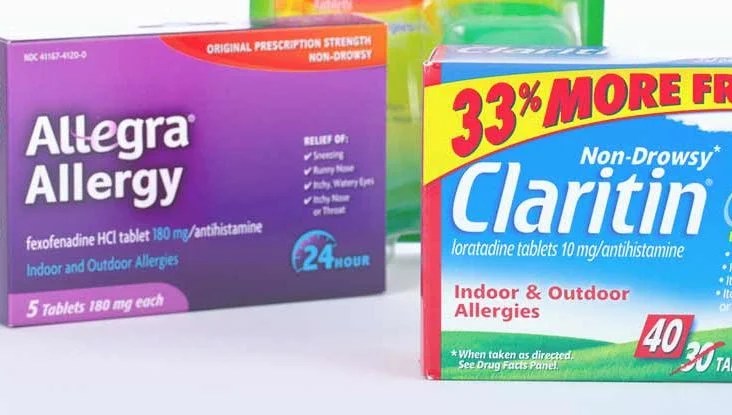 NDC 41167-4120-0
ORIGINAL PRESCRIPTION STRENGTH
NON-DROWSY
Allegra®
Allergy
RELIEF OF:
✓ Sneezing
✓ Runny Nose
✓ Itchy, Watery Eyes
✓ Itchy Nose
or Throat
fexofenadine HCl tablet 180 mg/antihistamine
Indoor and Outdoor Allergies
24 HOUR
5 Tablets 180 mg each
Claritin
33% MORE FR
Non-Drowsy*
Claritin®
loratadine tablets 10 mg/antihistamine
Indoor & Outdoor
Allergies
*When taken as directed.
See Drug Facts Panel.
40
30 TA